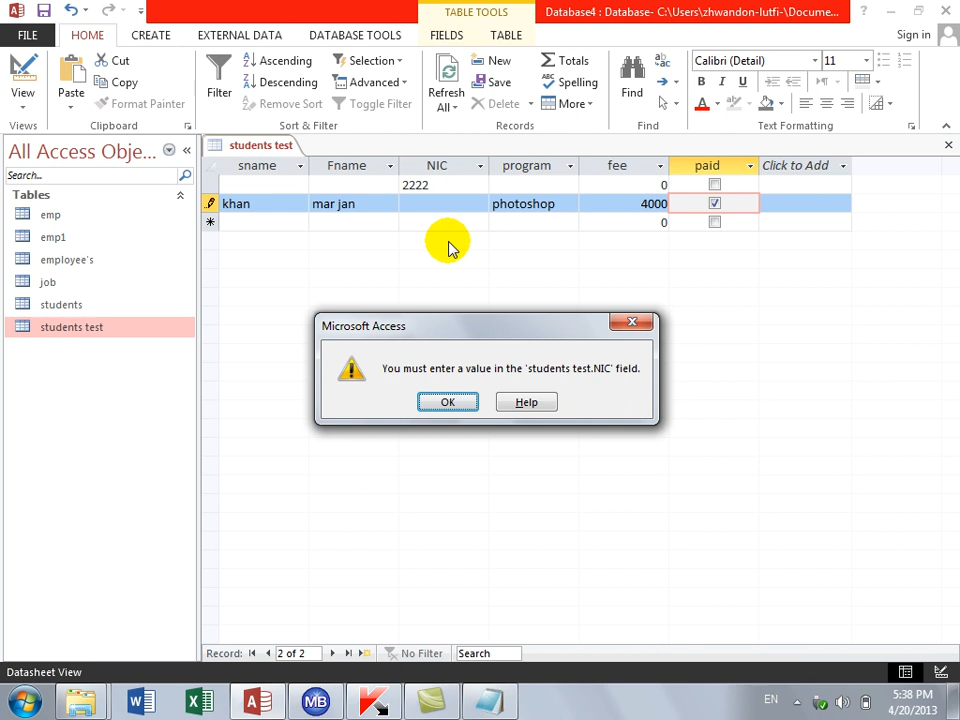 TABLE TOOLS
Database4 : Database- C:\Users\zhwandon-lutfi-\Docume...
FILE HOME CREATE EXTERNAL DATA DATABASE TOOLS FIELDS TABLE Sign in
View
Views
Paste
Cut
Copy
Format Painter
Clipboard
Filter
Ascending
Descending
Remove Sort
Selection
Advanced
Toggle Filter
Sort & Filter
Refresh
All
New
Save
Delete
Totals
Spelling
More
Records
Find
Find
Calibri (Detail) 11
B I U
Text Formatting
All Access Obje...
Search...
Tables
emp
emp1
employee's
job
students
students test
students test
sname Fname NIC program fee paid Click to Add
2222 0
khan mar jan photoshop 4000
0
Microsoft Access
You must enter a value in the 'students test.NIC' field.
OK Help
Record: 2 of 2 No Filter Search
Datasheet View
MB
EN
5:38 PM
4/20/2013